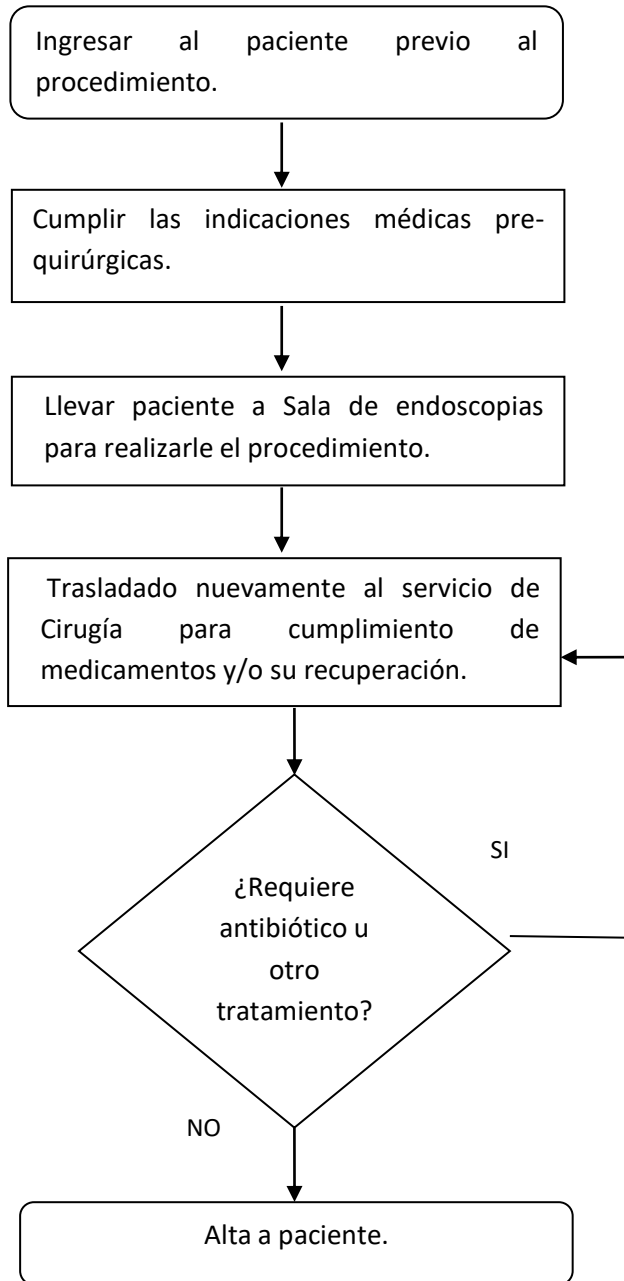 Ingresar al paciente previo al
procedimiento.
Cumplir las indicaciones médicas pre-
quirúrgicas.
Llevar paciente a Sala de endoscopias
para realizarle el procedimiento.
Trasladado nuevamente al servicio de
Cirugía para cumplimiento de
medicamentos y/o su recuperación.
SI
¿Requiere
antibiótico u
otro
tratamiento?
NO
Alta a paciente.